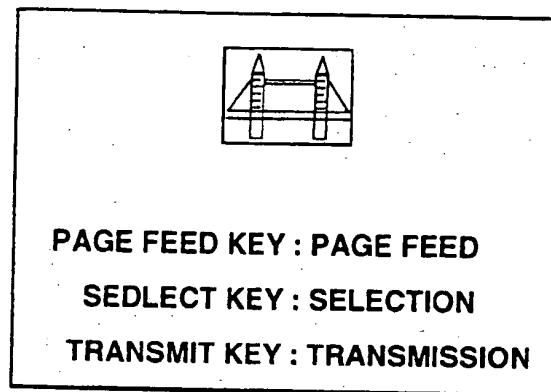 PAGE FEED KEY : PAGE FEED
SEDLECT KEY : SELECTION
TRANSMIT KEY : TRANSMISSION